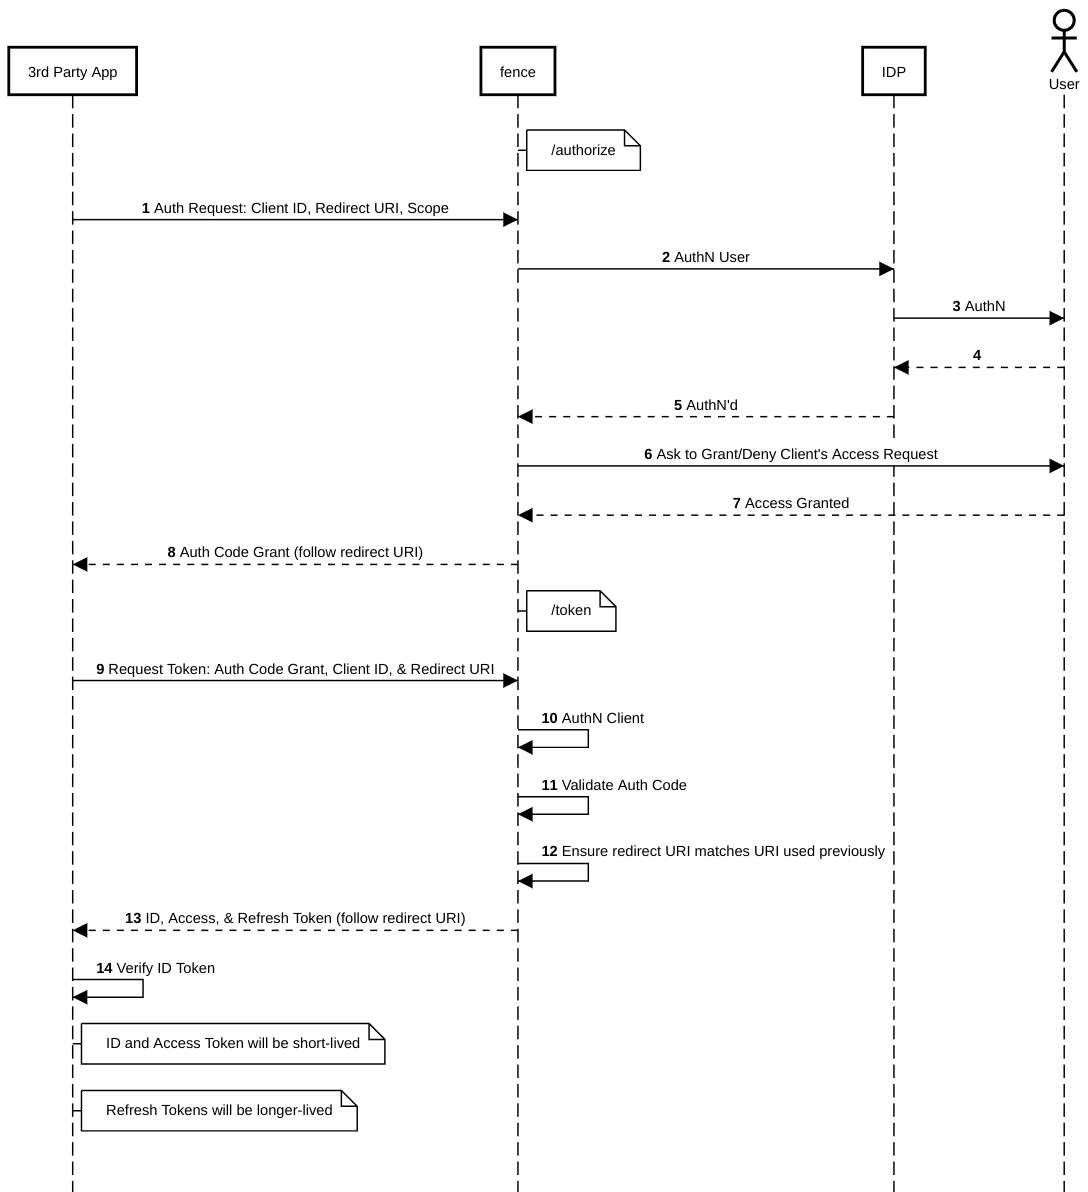 3rd Party App
fence
IDP
User
/authorize
1 Auth Request: Client ID, Redirect URI, Scope
2 AuthN User
3 AuthN
4
5 AuthN'd
6 Ask to Grant/Deny Client's Access Request
7 Access Granted
8 Auth Code Grant (follow redirect URI)
/token
9 Request Token: Auth Code Grant, Client ID, & Redirect URI
10 AuthN Client
11 Validate Auth Code
12 Ensure redirect URI matches URI used previously
13 ID, Access, & Refresh Token (follow redirect URI)
14 Verify ID Token
ID and Access Token will be short-lived
Refresh Tokens will be longer-lived